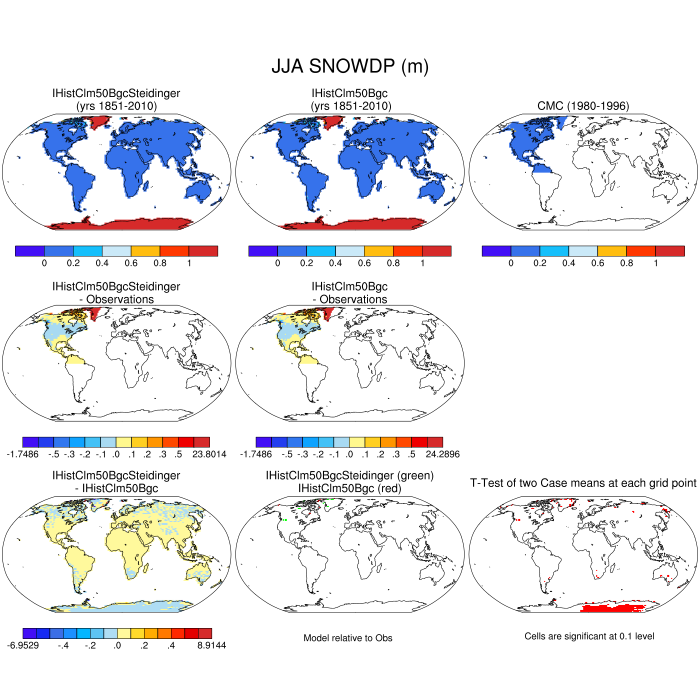 JJA SNOWDP (m)
IHistClm50BgcSteidinger
(yrs 1851-2010)
IHistClm50Bgc
(yrs 1851-2010)
CMC (1980-1996)
0 0.2 0.4 0.6 0.8 1
0 0.2 0.4 0.6 0.8 1
0 0.2 0.4 0.6 0.8 1
IHistClm50BgcSteidinger
- Observations
IHistClm50Bgc
- Observations
-1.7486 -.5 -.3 -.2 -.1 .0 .1 .2 .3 .5 23.8014
-1.7486 -.5 -.3 -.2 -.1 .0 .1 .2 .3 .5 24.2896
IHistClm50BgcSteidinger
- IHistClm50Bgc
IHistClm50BgcSteidinger (green)
IHistClm50Bgc (red)
T-Test of two Case means at each grid point
-6.9529 -.4 -.2 .0 .2 .4 8.9144
Model relative to Obs
Cells are significant at 0.1 level